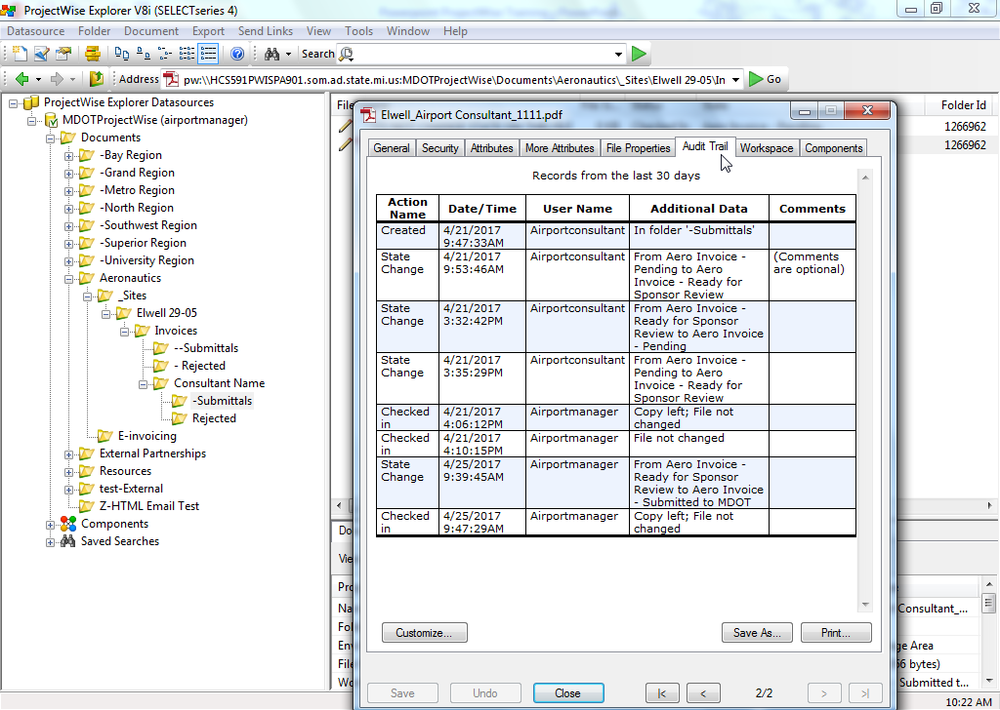 ProjectWise Explorer V8i (SELECTseries 4)
Datasource Folder Document Export Send Links View Tools Window Help
Search
Address pw:\\HCS591PWISPA901.som.ad.state.mi.us:MDOTProjectWise\Documents\Aeronautics\_Sites\Elwell 29-05\In Go
ProjectWise Explorer Datasources
MDOTProjectWise (airportmanager)
Documents
-Bay Region
-Grand Region
-Metro Region
-North Region
-Southwest Region
-Superior Region
-University Region
Aeronautics
_Sites
Elwell 29-05
Invoices
--Submittals
- Rejected
Consultant Name
-Submittals
Rejected
E-invoicing
External Partnerships
Resources
test-External
Z-HTML Email Test
Components
Saved Searches
File
Folder Id
1266962
1266962
Elwell_Airport Consultant_1111.pdf
General Security Attributes More Attributes File Properties Audit Trail Workspace Components
Records from the last 30 days
Action Name Date/Time User Name Additional Data Comments
Created 4/21/2017 Airportconsultant In folder '-Submittals'
9:47:33AM
State 4/21/2017 Airportconsultant From Aero Invoice - (Comments
Change 9:53:46AM Pending to Aero are optional)
Invoice - Ready for
Sponsor Review
State 4/21/2017 Airportconsultant From Aero Invoice -
Change 3:32:42PM Ready for Sponsor
Review to Aero Invoice
- Pending
State 4/21/2017 Airportconsultant From Aero Invoice -
Change 3:35:29PM Pending to Aero
Invoice - Ready for
Sponsor Review
Checked 4/21/2017 Airportmanager Copy left; File not
in 4:06:12PM changed
Checked 4/21/2017 Airportmanager File not changed
in 4:10:15PM
State 4/25/2017 Airportmanager From Aero Invoice -
Change 9:39:45AM Ready for Sponsor
Review to Aero Invoice
- Submitted to MDOT
Checked 4/25/2017 Airportmanager Copy left; File not
in 9:47:29AM changed
Customize... Save As... Print...
Save Undo Close |< < 2/2 > >|
Do
Vie
Pro
Na Consultant_...
Fol
Env ge Area
File 56 bytes)
Wo Submitted t...
10:22 AM